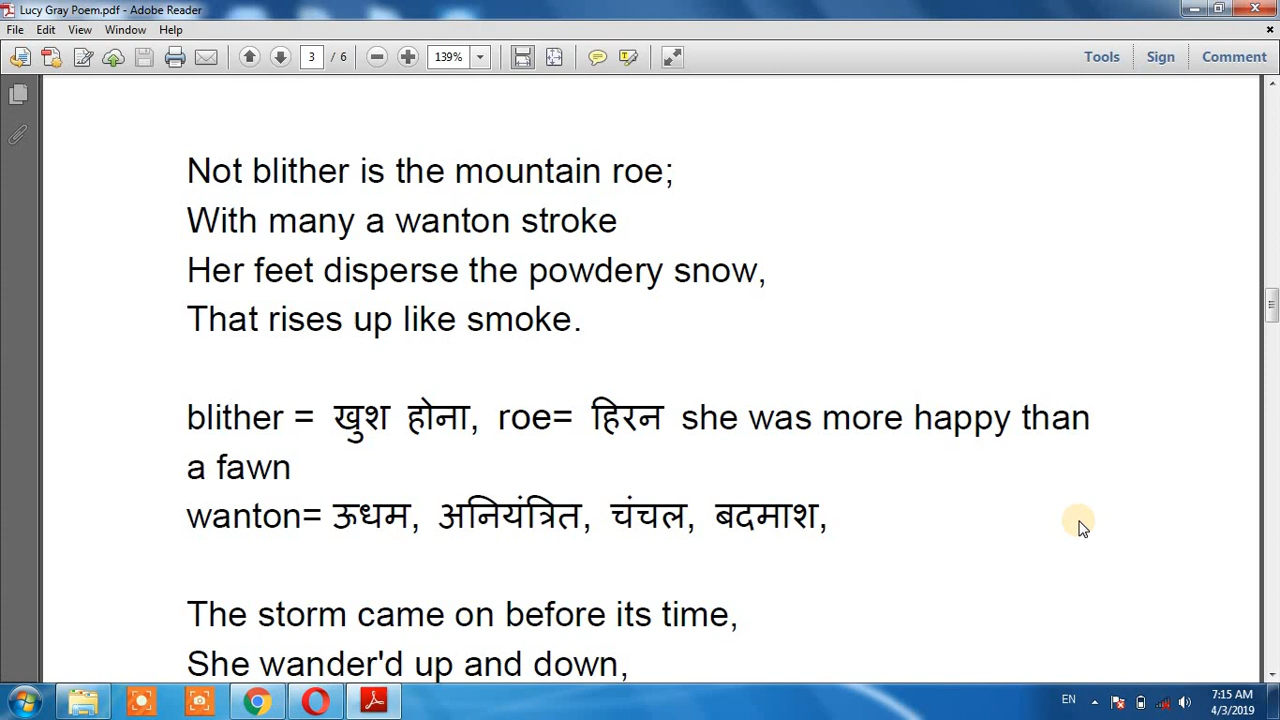 Lucy Gray Poem.pdf - Adobe Reader
File Edit View Window Help
3 / 6 139% Tools Sign Comment
Not blither is the mountain roe;
With many a wanton stroke
Her feet disperse the powdery snow,
That rises up like smoke.
blither = खुश होना, roe= हिरन she was more happy than
a fawn
wanton= ऊधम, अनियंत्रित, चंचल, बदमाश,
The storm came on before its time,
She wander'd up and down,
EN 7:15 AM
4/3/2019